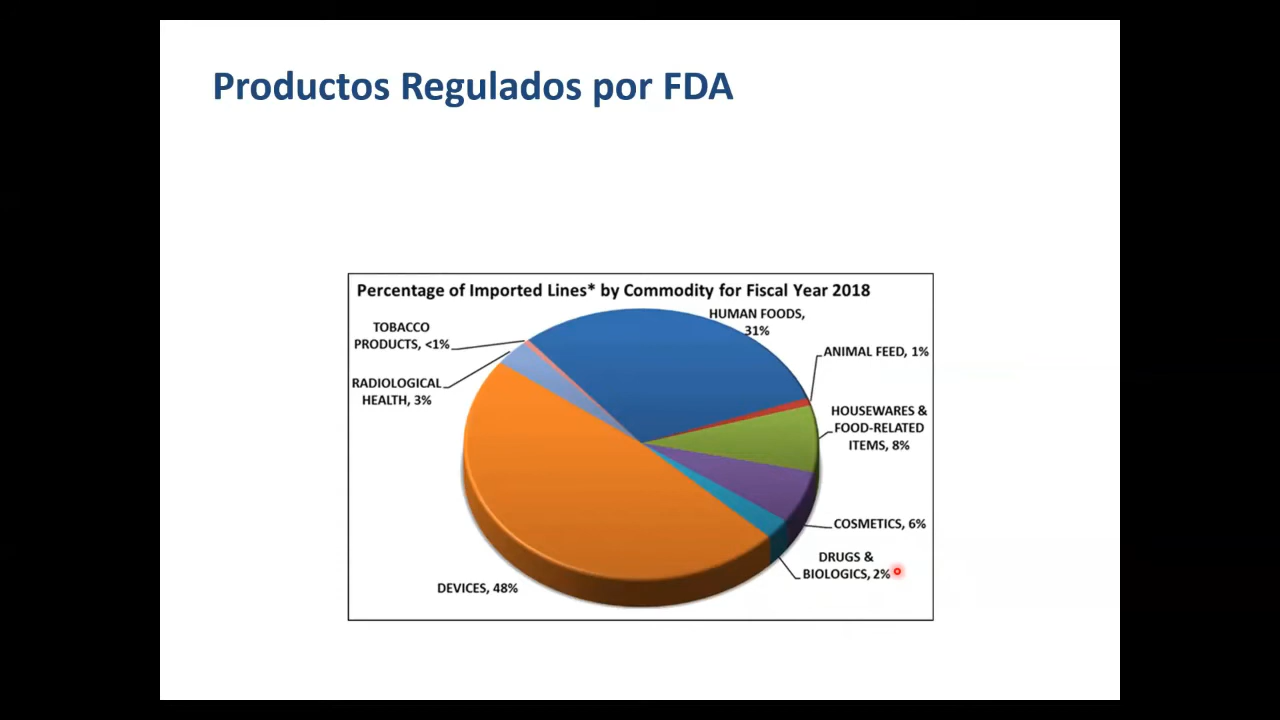 Productos Regulados por FDA
Percentage of Imported Lines* by Commodity for Fiscal Year 2018
HUMAN FOODS,
31%
TOBACCO
PRODUCTS, <1%
ANIMAL FEED, 1%
RADIOLOGICAL
HEALTH, 3%
HOUSEWARES &
FOOD-RELATED
ITEMS, 8%
COSMETICS, 6%
DRUGS &
BIOLOGICS, 2%
DEVICES, 48%